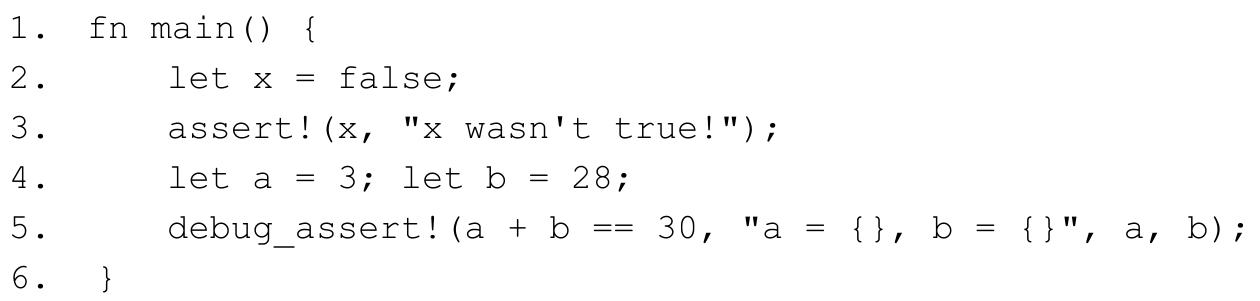 1. fn main() {
2.     let x = false;
3.     assert!(x, "x wasn't true!");
4.     let a = 3; let b = 28;
5.     debug_assert!(a + b == 30, "a = {}, b = {}", a, b);
6. }